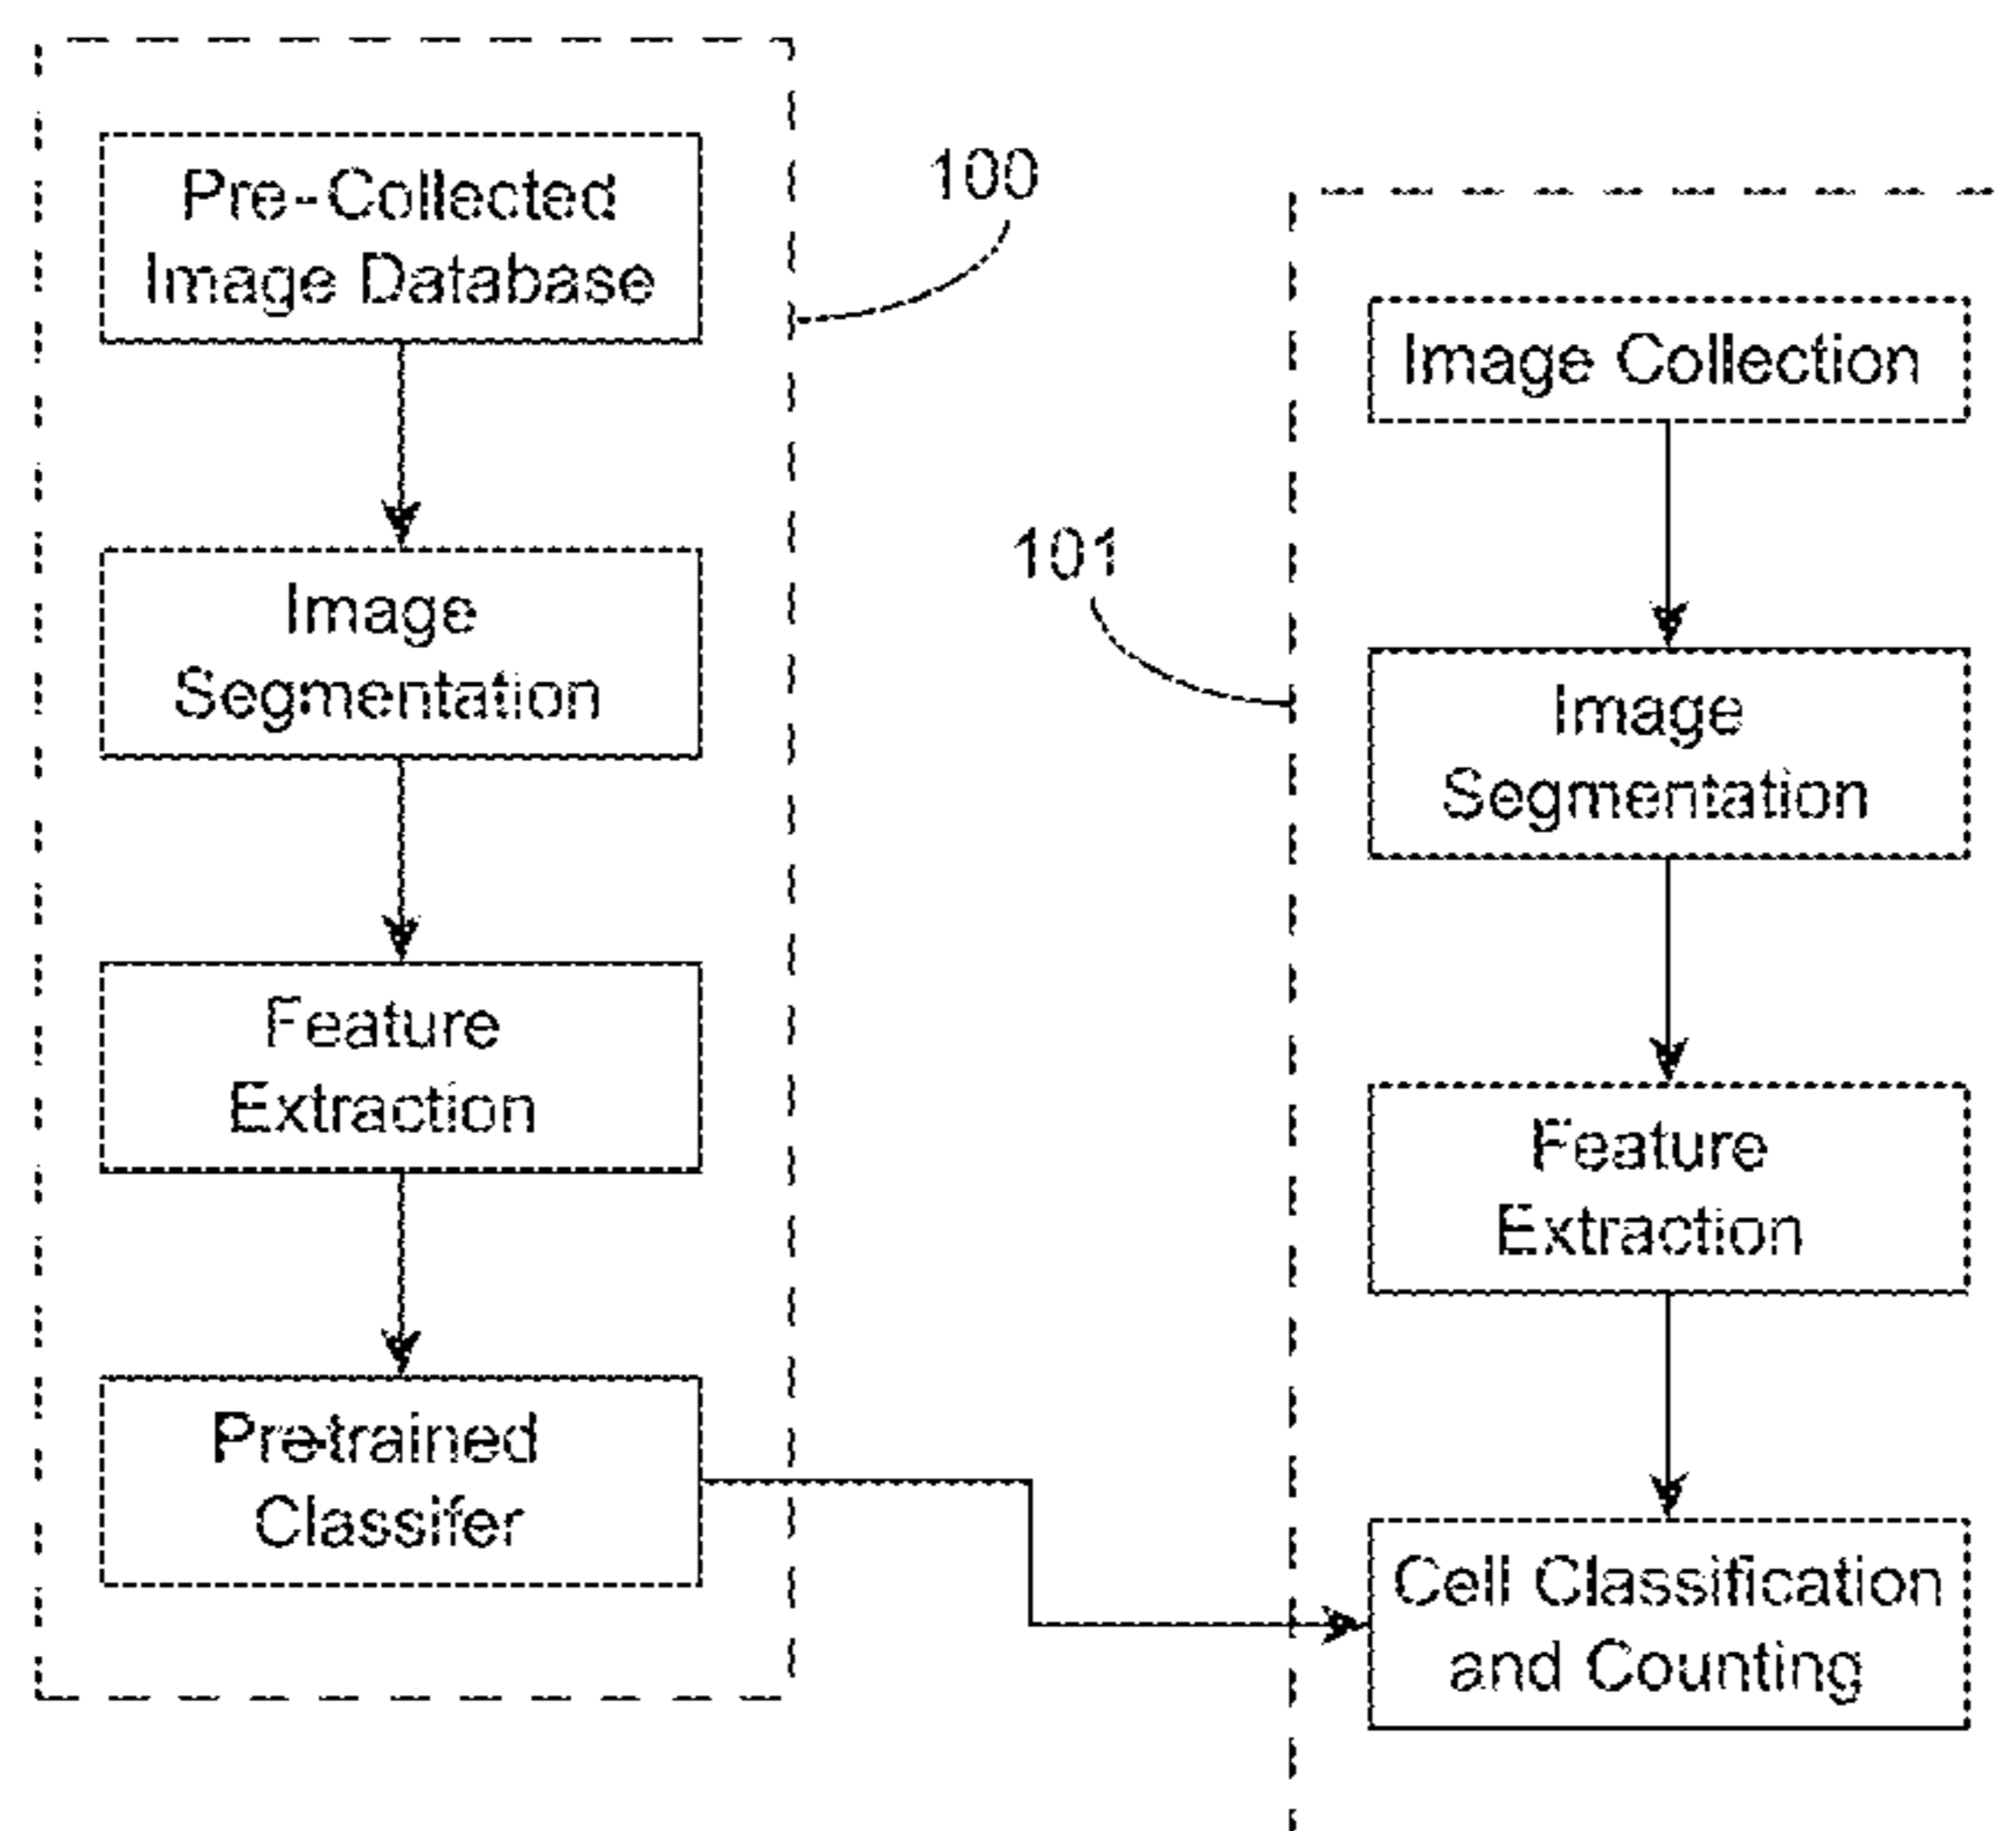 Pre-Collected
Image Database
Image
Segmentation
Feature
Extraction
Pre-trained
Classifer
100
101
Image Collection
Image
Segmentation
Feature
Extraction
Cell Classification
and Counting